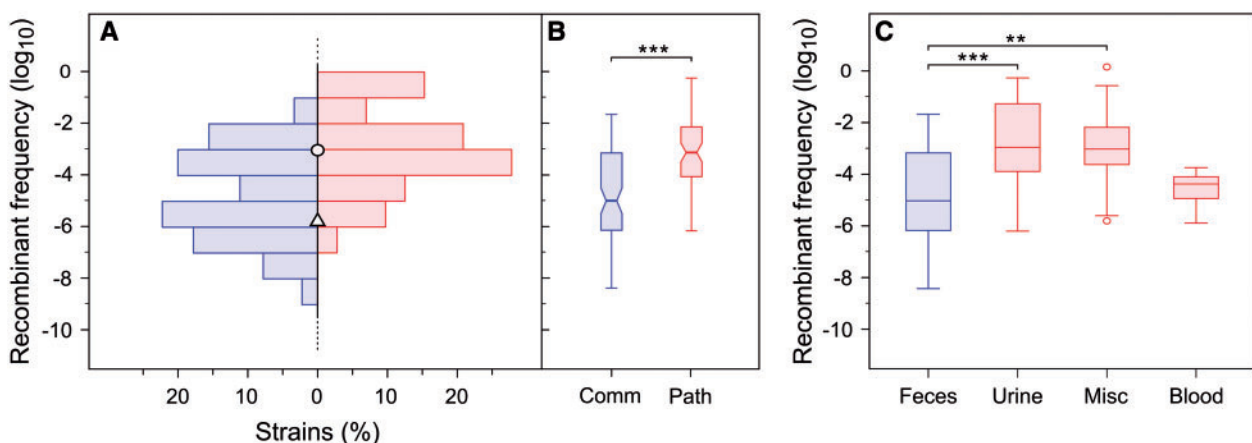 A
B
C
Recombinant frequency (log10)
0
-2
-4
-6
-8
-10
20
10
0
10
20
Strains (%)
***
Comm Path
Recombinant frequency (log10)
0
-2
-4
-6
-8
-10
**
***
Feces Urine Misc Blood